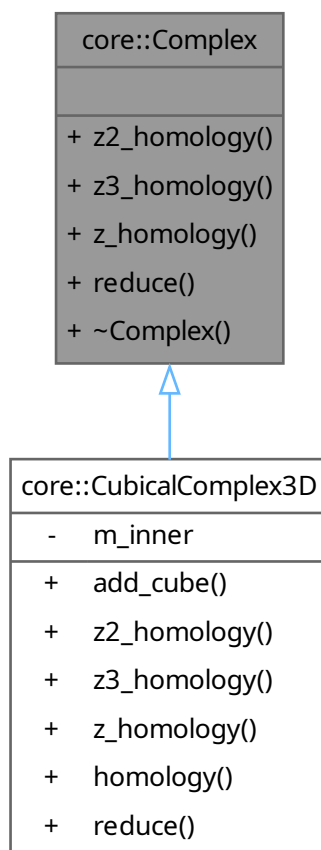 core::Complex
+ z2_homology()
+ z3_homology()
+ z_homology()
+ reduce()
+ ~Complex()
core::CubicalComplex3D
- m_inner
+ add_cube()
+ z2_homology()
+ z3_homology()
+ z_homology()
+ homology()
+ reduce()